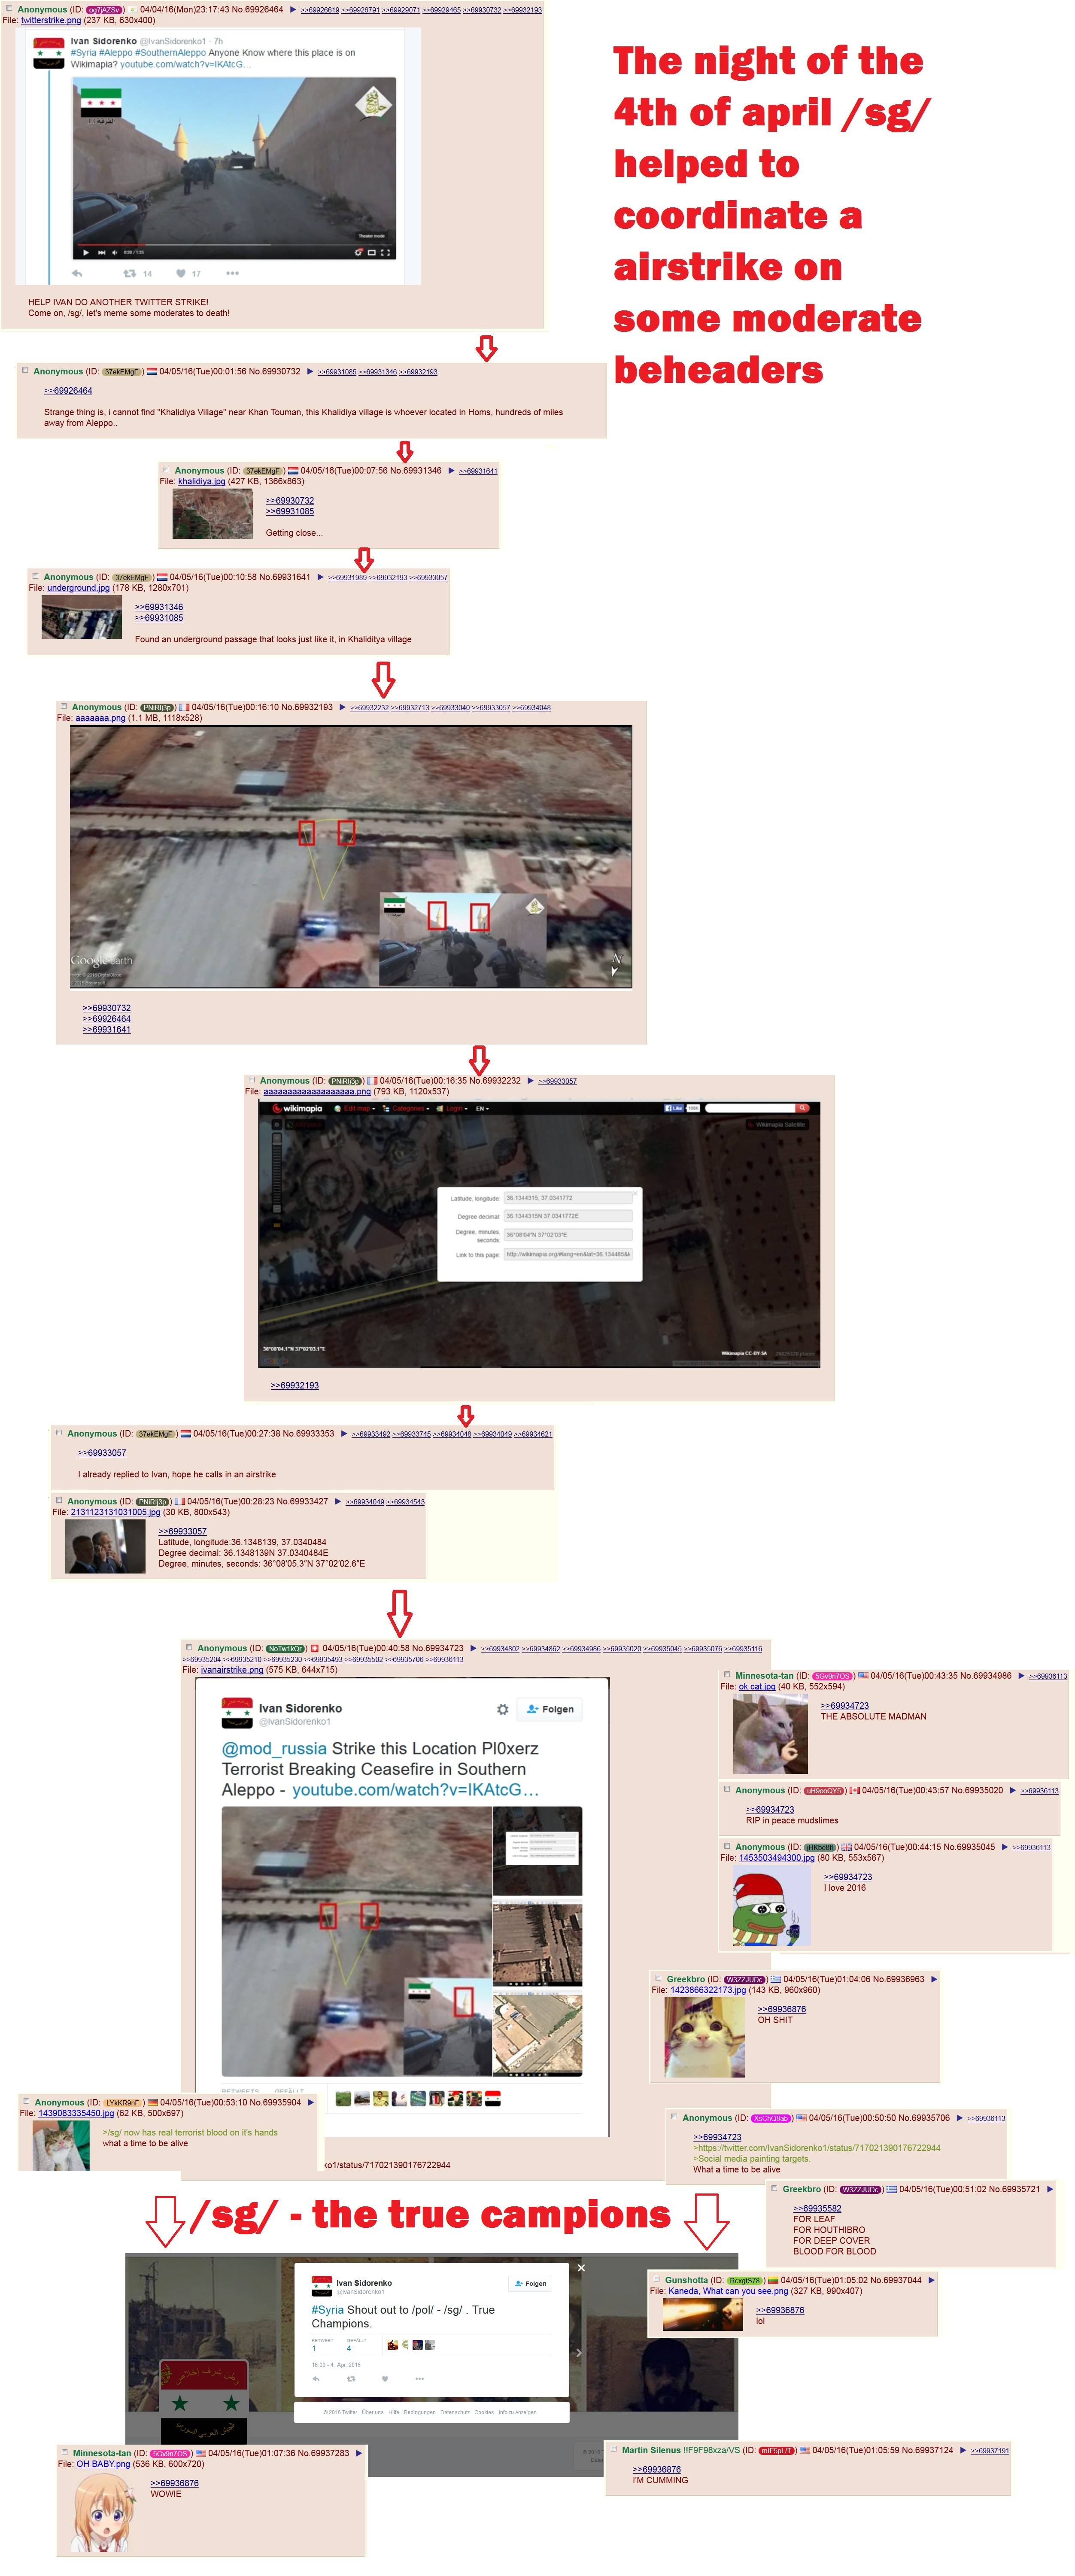 Anonymous (ID: og7jAZSv) 04/04/16(Mon)23:17:43 No.69926464 ▶ >>69926619 >>69926791 >>69929071 >>69929465 >>69930732 >>69932193
File: twitterstrike.png (237 KB, 630x400)
Ivan Sidorenko @IvanSidorenko1 · 7h
#Syria #Aleppo #SouthernAleppo Anyone Know where this place is on
Wikimapia? youtube.com/watch?v=IKAtcG…
Theater mode
14 17
HELP IVAN DO ANOTHER TWITTER STRIKE!
Come on, /sg/, let's meme some moderates to death!
The night of the
4th of april /sg/
helped to
coordinate a
airstrike on
some moderate
beheaders
Anonymous (ID: 37ekEMgF) 04/05/16(Tue)00:01:56 No.69930732 ▶ >>69931085 >>69931346 >>69932193
>>69926464
Strange thing is, i cannot find "Khalidiya Village" near Khan Touman, this Khalidiya village is whoever located in Homs, hundreds of miles
away from Aleppo..
Anonymous (ID: 37ekEMgF) 04/05/16(Tue)00:07:56 No.69931346 ▶ >>69931641
File: khalidiya.jpg (427 KB, 1366x863)
>>69930732
>>69931085
Getting close...
Anonymous (ID: 37ekEMgF) 04/05/16(Tue)00:10:58 No.69931641 ▶ >>69931989 >>69932193 >>69933057
File: underground.jpg (178 KB, 1280x701)
>>69931346
>>69931085
Found an underground passage that looks just like it, in Khaliditya village
Anonymous (ID: PNiRIj3p) 04/05/16(Tue)00:16:10 No.69932193 ▶ >>69932232 >>69932713 >>69933040 >>69933057 >>69934048
File: aaaaaaa.png (1.1 MB, 1118x528)
Google earth
N
>>69930732
>>69926464
>>69931641
Anonymous (ID: PNiRIj3p) 04/05/16(Tue)00:16:35 No.69932232 ▶ >>69933057
File: aaaaaaaaaaaaaaaaaaa.png (793 KB, 1120x537)
wikimapia Edit map Categories Login EN Like
Wikimapia Satellite
Latitude, longitude: 36.1344315, 37.0341772
Degree decimal: 36.1344315N 37.0341772E
Degree, minutes, seconds: 36°08'04"N 37°02'03"E
Link to this page: http://wikimapia.org/#lang=en&lat=36.134485&l
36°08'04.1"N 37°02'03.1"E
Wikimapia CC-BY-SA
>>69932193
Anonymous (ID: 37ekEMgF) 04/05/16(Tue)00:27:38 No.69933353 ▶ >>69933492 >>69933745 >>69934048 >>69934049 >>69934621
>>69933057
I already replied to Ivan, hope he calls in an airstrike
Anonymous (ID: PNiRIj3p) 04/05/16(Tue)00:28:23 No.69933427 ▶ >>69934049 >>69934543
File: 2131123131031005.jpg (30 KB, 800x543)
>>69933057
Latitude, longitude:36.1348139, 37.0340484
Degree decimal: 36.1348139N 37.0340484E
Degree, minutes, seconds: 36°08'05.3"N 37°02'02.6"E
Anonymous (ID: NoTw1kQr) 04/05/16(Tue)00:40:58 No.69934723 ▶ >>69934802 >>69934862 >>69934986 >>69935020 >>69935045 >>69935076 >>69935116
>>69935204 >>69935210 >>69935230 >>69935493 >>69935502 >>69935706 >>69936113
File: ivanairstrike.png (575 KB, 644x715)
Ivan Sidorenko
@IvanSidorenko1
Folgen
@mod_russia Strike this Location Pl0xerz
Terrorist Breaking Ceasefire in Southern
Aleppo - youtube.com/watch?v=IKAtcG…
RETWEETS GEFÄLLT
ko1/status/717021390176722944
Minnesota-tan (ID: 5Gv9n7OS) 04/05/16(Tue)00:43:35 No.69934986 ▶ >>69936113
File: ok cat.jpg (40 KB, 552x594)
>>69934723
THE ABSOLUTE MADMAN
Anonymous (ID: uH9ooQY5) 04/05/16(Tue)00:43:57 No.69935020 ▶ >>69936113
>>69934723
RIP in peace mudslimes
Anonymous (ID: jHKbe88) 04/05/16(Tue)00:44:15 No.69935045 ▶ >>69936113
File: 1453503494300.jpg (80 KB, 553x567)
>>69934723
I love 2016
Greekbro (ID: W3ZZJUDc) 04/05/16(Tue)01:04:06 No.69936963 ▶
File: 1423866322173.jpg (143 KB, 960x960)
>>69936876
OH SHIT
Anonymous (ID: LYkKR9nF) 04/05/16(Tue)00:53:10 No.69935904 ▶
File: 1439083335450.jpg (62 KB, 500x697)
>/sg/ now has real terrorist blood on it's hands
what a time to be alive
Anonymous (ID: XsChQ8ab) 04/05/16(Tue)00:50:50 No.69935706 ▶ >>69936113
>>69934723
>https://twitter.com/IvanSidorenko1/status/717021390176722944
>Social media painting targets.
What a time to be alive
Greekbro (ID: W3ZZJUDc) 04/05/16(Tue)00:51:02 No.69935721 ▶
>>69935582
FOR LEAF
FOR HOUTHIBRO
FOR DEEP COVER
BLOOD FOR BLOOD
/sg/ - the true campions
Gunshotta (ID: RcxgtS78) 04/05/16(Tue)01:05:02 No.69937044 ▶
File: Kaneda, What can you see.png (327 KB, 990x407)
>>69936876
lol
Ivan Sidorenko
@IvanSidorenko1
Folgen
#Syria Shout out to /pol/ - /sg/ . True
Champions.
RETWEET GEFÄLLT
1 4
16:00 - 4. Apr. 2016
© 2016 Twitter Über uns Hilfe Bedingungen Datenschutz Cookies Info zu Anzeigen
Minnesota-tan (ID: 5Gv9n7OS) 04/05/16(Tue)01:07:36 No.69937283 ▶
File: OH BABY.png (536 KB, 600x720)
>>69936876
WOWIE
Martin Silenus !!F9F98xza/VS (ID: mIF5pL/T) 04/05/16(Tue)01:05:59 No.69937124 ▶ >>69937191
>>69936876
I'M CUMMING